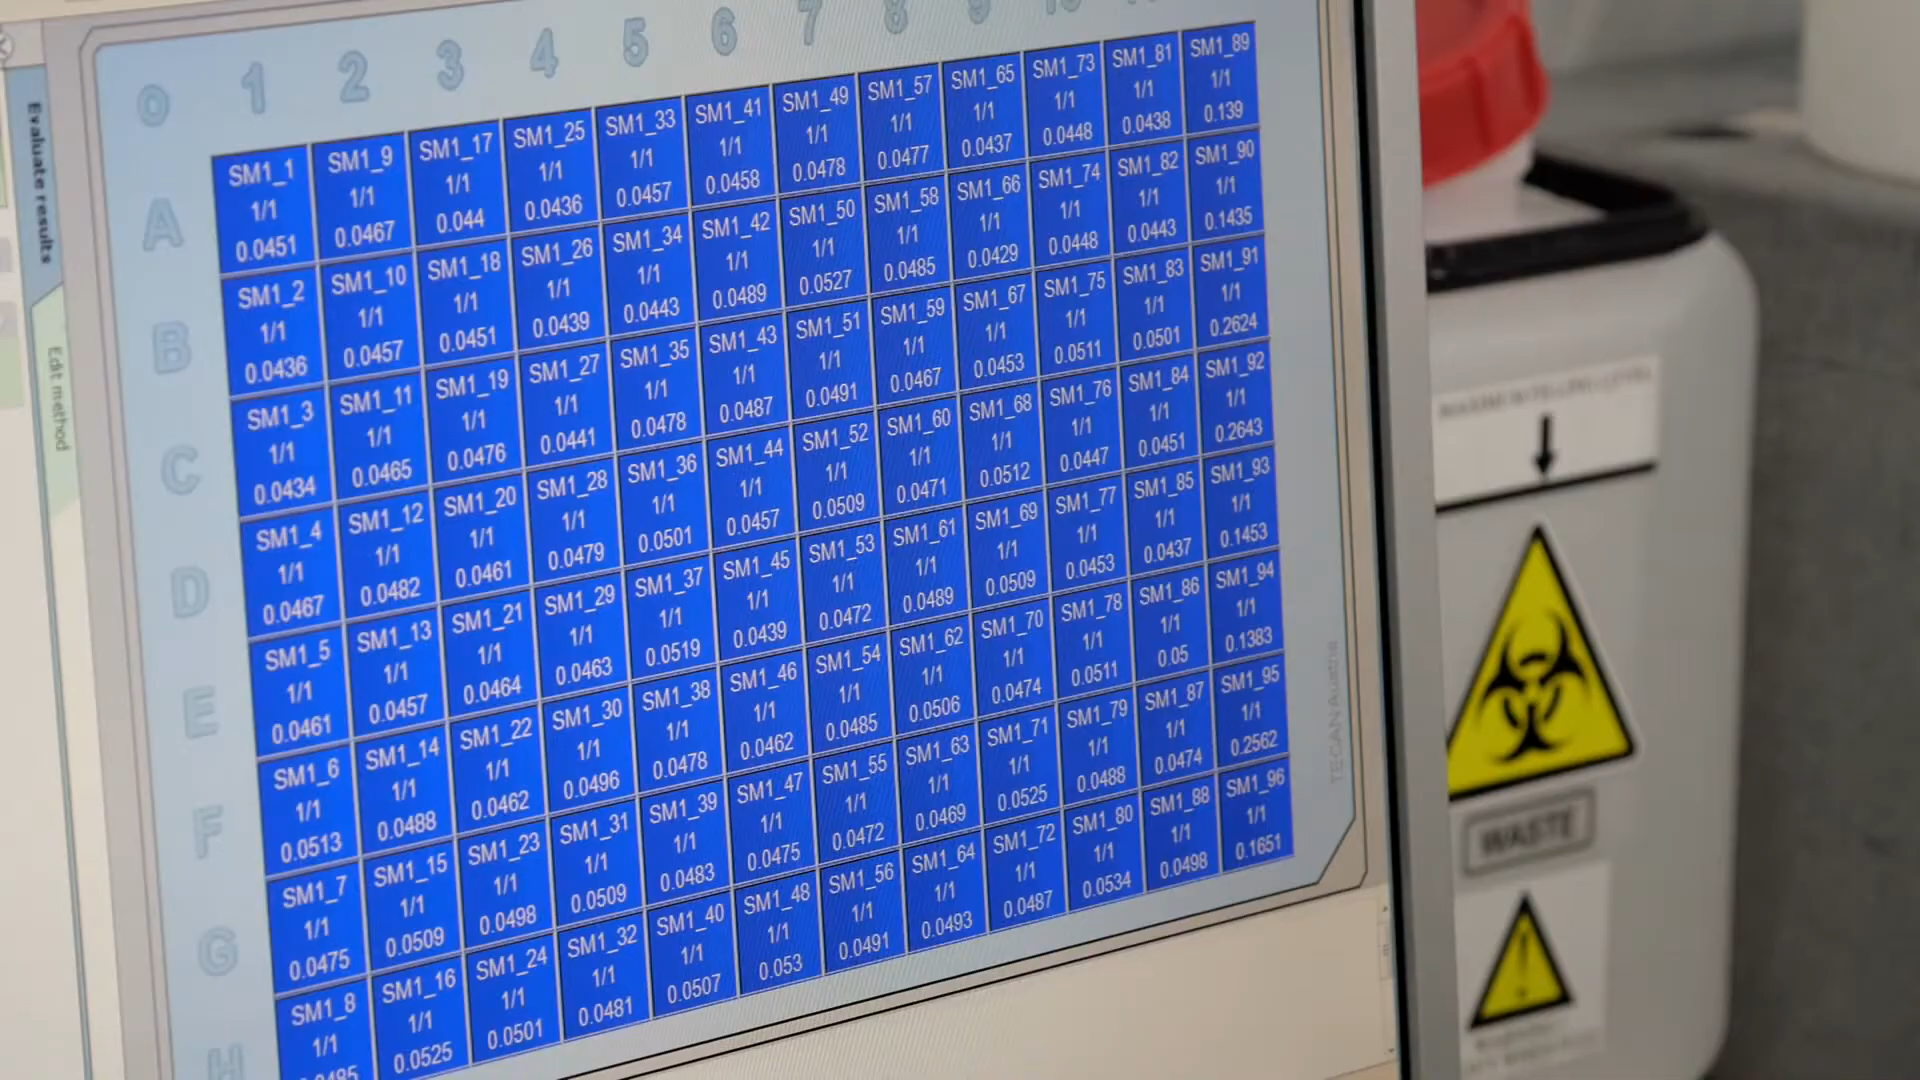 0 1 2 3 4 5 6 7 8 9
Evaluate results
Edit method
A
SM1_1 SM1_9 SM1_17 SM1_25 SM1_33 SM1_41 SM1_49 SM1_57 SM1_65 SM1_73 SM1_81 SM1_89
1/1 1/1 1/1 1/1 1/1 1/1 1/1 1/1 1/1 1/1 1/1 1/1
0.0451 0.0467 0.044 0.0436 0.0457 0.0458 0.0478 0.0477 0.0437 0.0448 0.0438 0.139
B
SM1_2 SM1_10 SM1_18 SM1_26 SM1_34 SM1_42 SM1_50 SM1_58 SM1_66 SM1_74 SM1_82 SM1_90
1/1 1/1 1/1 1/1 1/1 1/1 1/1 1/1 1/1 1/1 1/1 1/1
0.0436 0.0457 0.0451 0.0439 0.0443 0.0489 0.0527 0.0485 0.0429 0.0448 0.0443 0.1435
C
SM1_3 SM1_11 SM1_19 SM1_27 SM1_35 SM1_43 SM1_51 SM1_59 SM1_67 SM1_75 SM1_83 SM1_91
1/1 1/1 1/1 1/1 1/1 1/1 1/1 1/1 1/1 1/1 1/1 1/1
0.0434 0.0465 0.0476 0.0441 0.0478 0.0487 0.0491 0.0467 0.0453 0.0511 0.0501 0.2624
D
SM1_4 SM1_12 SM1_20 SM1_28 SM1_36 SM1_44 SM1_52 SM1_60 SM1_68 SM1_76 SM1_84 SM1_92
1/1 1/1 1/1 1/1 1/1 1/1 1/1 1/1 1/1 1/1 1/1 1/1
0.0467 0.0482 0.0461 0.0479 0.0501 0.0457 0.0509 0.0471 0.0512 0.0447 0.0451 0.2643
E
SM1_5 SM1_13 SM1_21 SM1_29 SM1_37 SM1_45 SM1_53 SM1_61 SM1_69 SM1_77 SM1_85 SM1_93
1/1 1/1 1/1 1/1 1/1 1/1 1/1 1/1 1/1 1/1 1/1 1/1
0.0461 0.0457 0.0464 0.0463 0.0519 0.0439 0.0472 0.0489 0.0509 0.0453 0.0437 0.1453
F
SM1_6 SM1_14 SM1_22 SM1_30 SM1_38 SM1_46 SM1_54 SM1_62 SM1_70 SM1_78 SM1_86 SM1_94
1/1 1/1 1/1 1/1 1/1 1/1 1/1 1/1 1/1 1/1 1/1 1/1
0.0513 0.0488 0.0462 0.0496 0.0478 0.0462 0.0485 0.0506 0.0474 0.0511 0.05 0.1383
G
SM1_7 SM1_15 SM1_23 SM1_31 SM1_39 SM1_47 SM1_55 SM1_63 SM1_71 SM1_79 SM1_87 SM1_95
1/1 1/1 1/1 1/1 1/1 1/1 1/1 1/1 1/1 1/1 1/1 1/1
0.0475 0.0509 0.0498 0.0509 0.0483 0.0475 0.0472 0.0469 0.0525 0.0488 0.0474 0.2562
H
SM1_8 SM1_16 SM1_24 SM1_32 SM1_40 SM1_48 SM1_56 SM1_64 SM1_72 SM1_80 SM1_88 SM1_96
1/1 1/1 1/1 1/1 1/1 1/1 1/1 1/1 1/1 1/1 1/1 1/1
0.0525 0.0501 0.0481 0.0507 0.053 0.0491 0.0493 0.0487 0.0534 0.0498 0.1651
TECAN Austria
WASTE